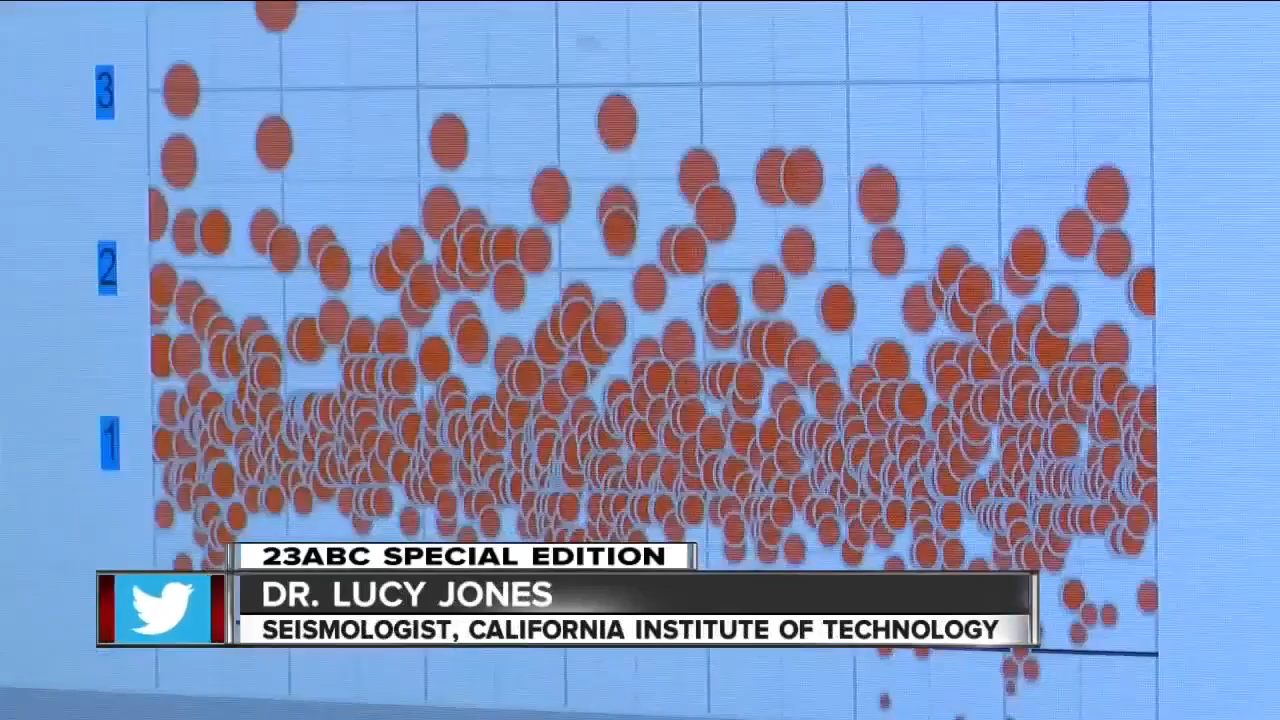 3
2
1
23ABC SPECIAL EDITION
DR. LUCY JONES
SEISMOLOGIST, CALIFORNIA INSTITUTE OF TECHNOLOGY